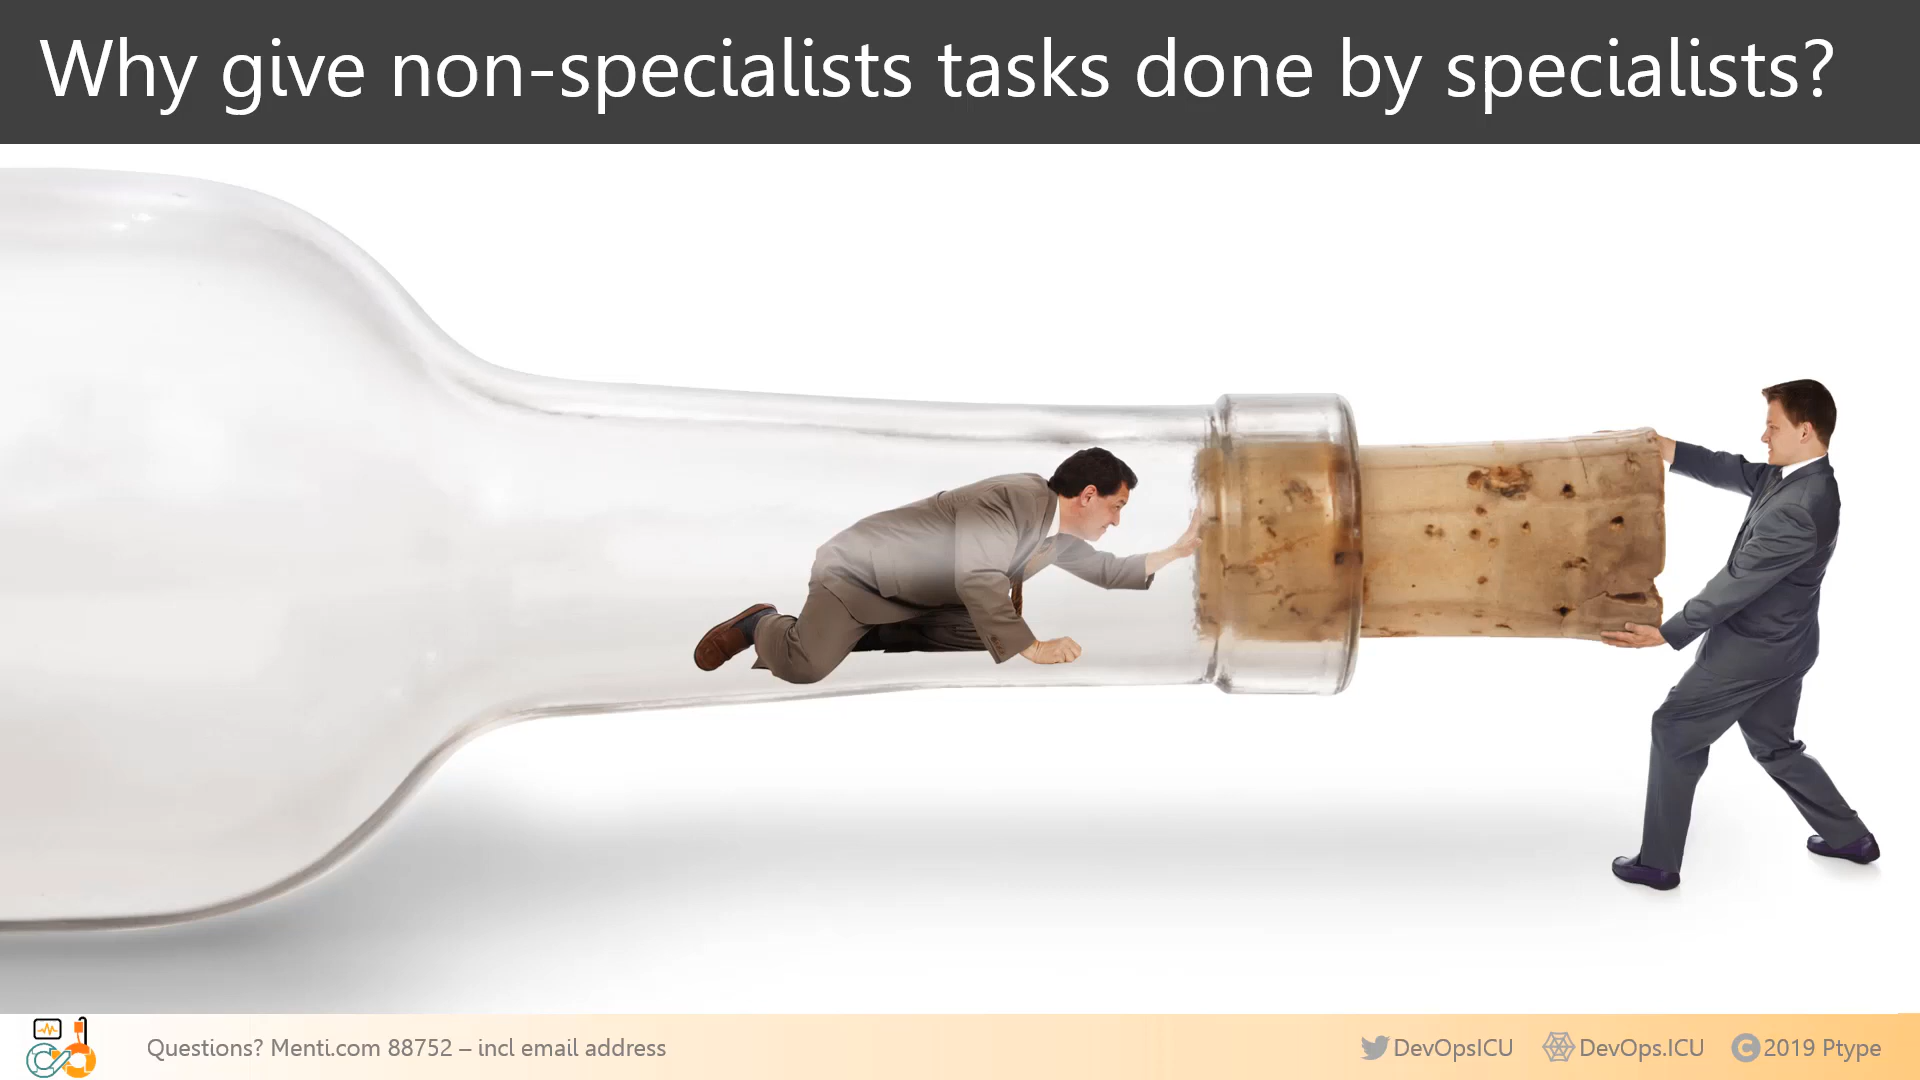 Why give non-specialists tasks done by specialists?
Questions? Menti.com 88752 – incl email address
DevOpsICU
DevOps.ICU
©2019 Ptype